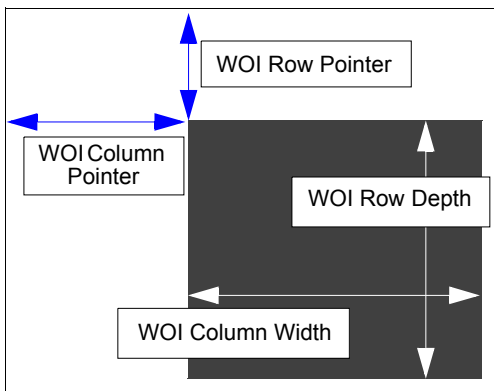 WOI Row Pointer
WOI Column
Pointer
WOI Row Depth
WOI Column Width